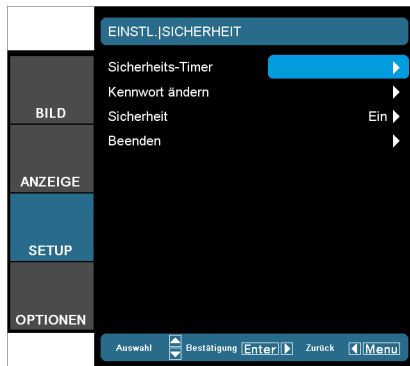 EINSTL.|SICHERHEIT
Sicherheits-Timer
Kennwort ändern
Sicherheit Ein
Beenden
BILD
ANZEIGE
SETUP
OPTIONEN
Auswahl Bestätigung Enter Zurück Menu